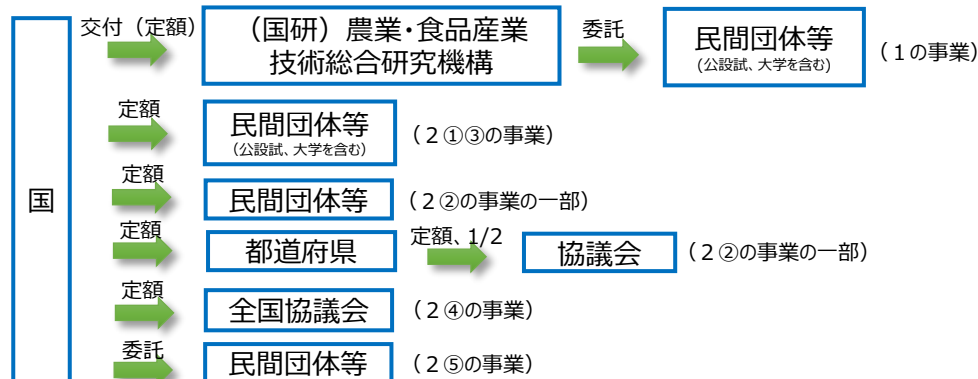 交付（定額）
（国研）農業・食品産業
技術総合研究機構
委託
民間団体等
(公設試、大学を含む)
（１の事業）
定額
民間団体等
(公設試、大学を含む)
（２①③の事業）
定額
民間団体等
（２②の事業の一部）
国
定額
都道府県
定額、1/2
協議会
（２②の事業の一部）
定額
全国協議会
（２④の事業）
委託
民間団体等
（２⑤の事業）